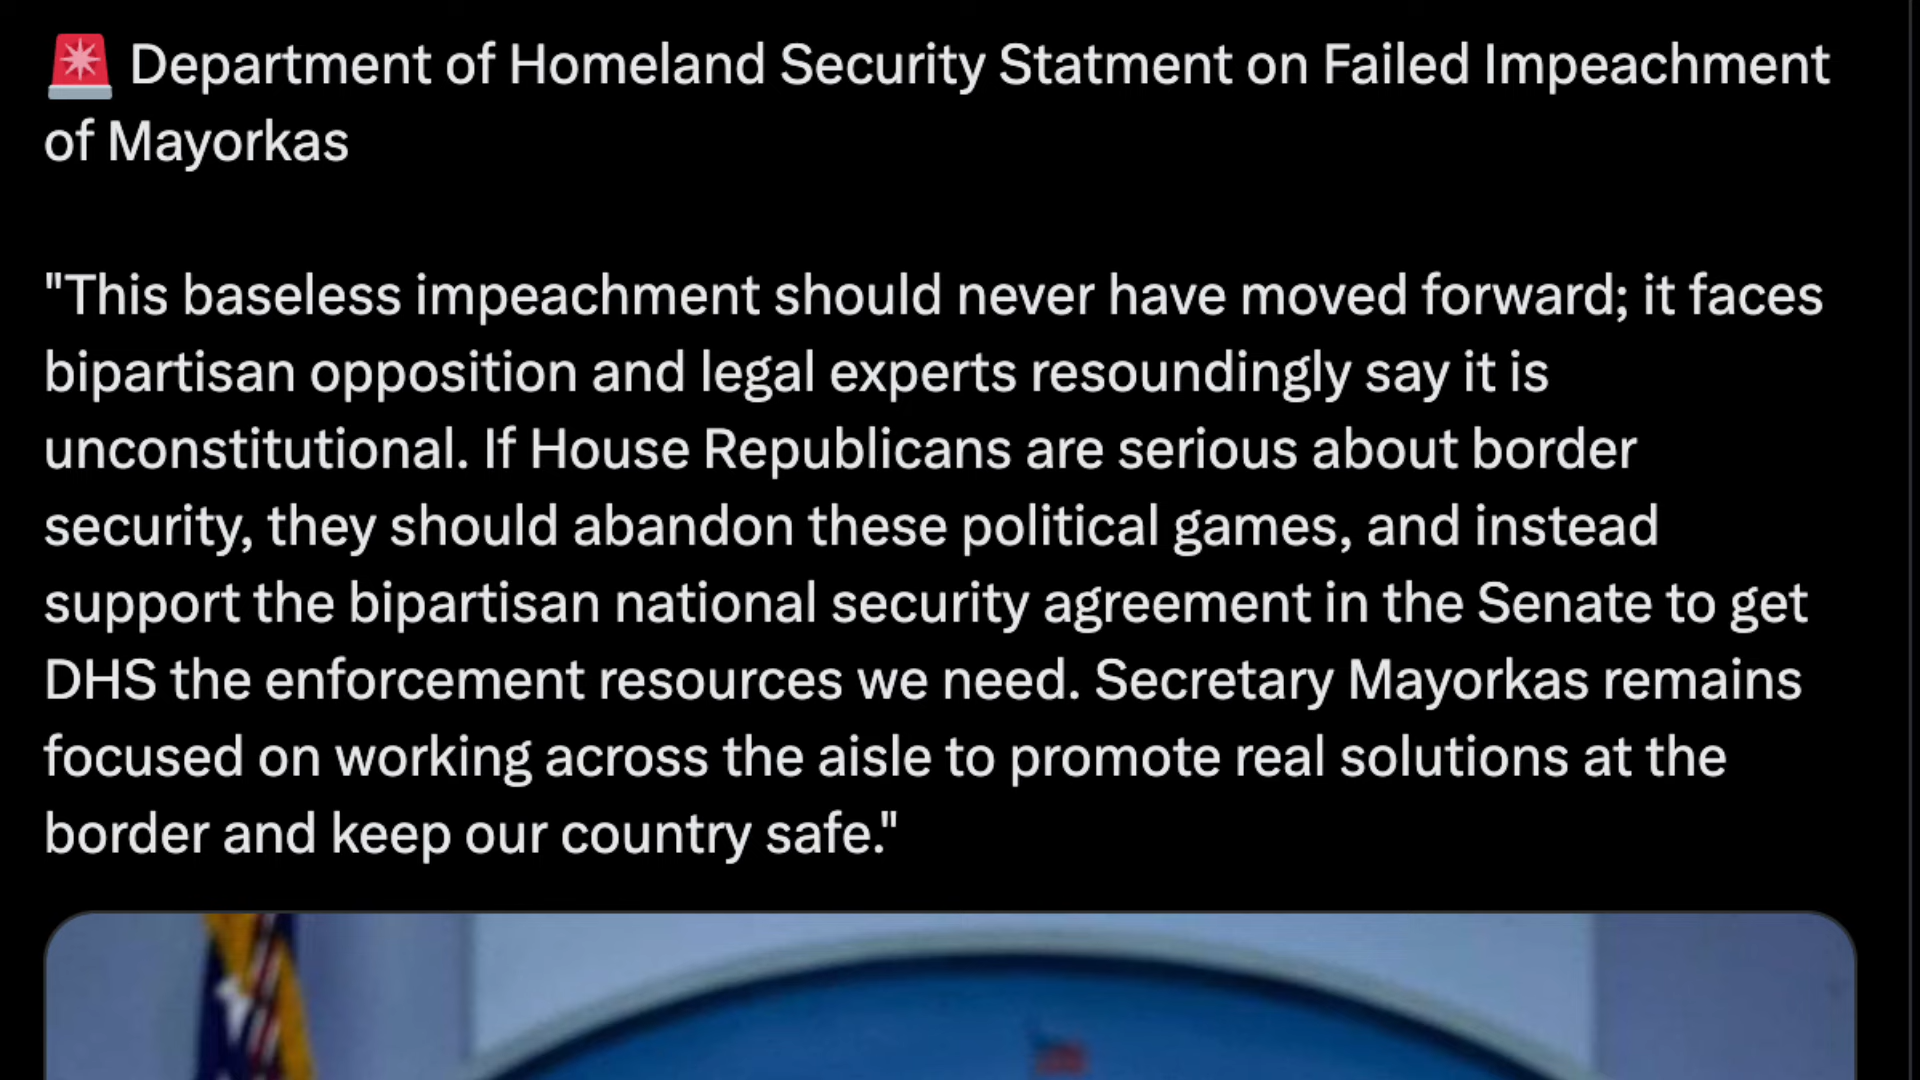 🚨 Department of Homeland Security Statment on Failed Impeachment
of Mayorkas
"This baseless impeachment should never have moved forward; it faces
bipartisan opposition and legal experts resoundingly say it is
unconstitutional. If House Republicans are serious about border
security, they should abandon these political games, and instead
support the bipartisan national security agreement in the Senate to get
DHS the enforcement resources we need. Secretary Mayorkas remains
focused on working across the aisle to promote real solutions at the
border and keep our country safe."